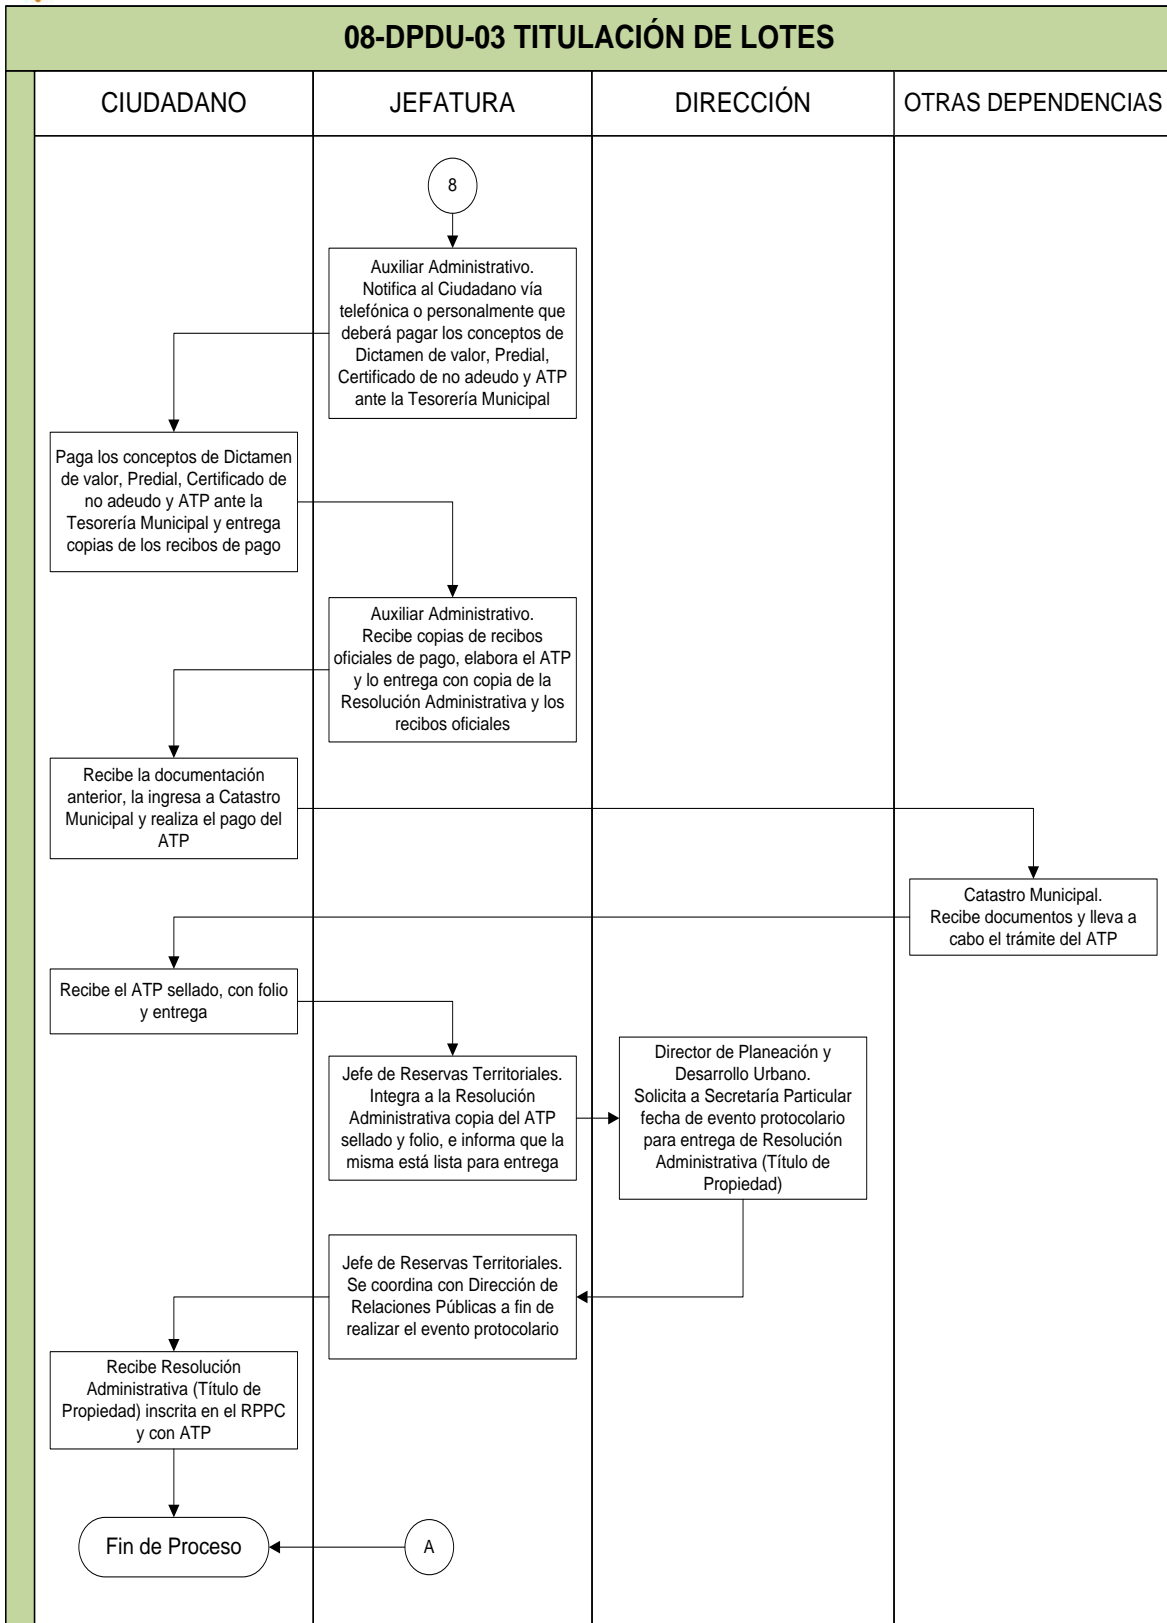 08-DPDU-03 TITULACIÓN DE LOTES
CIUDADANO
JEFATURA
DIRECCIÓN
OTRAS DEPENDENCIAS
8
Auxiliar Administrativo.
Notifica al Ciudadano vía
telefónica o personalmente que
deberá pagar los conceptos de
Dictamen de valor, Predial,
Certificado de no adeudo y ATP
ante la Tesorería Municipal
Paga los conceptos de Dictamen
de valor, Predial, Certificado de
no adeudo y ATP ante la
Tesorería Municipal y entrega
copias de los recibos de pago
Auxiliar Administrativo.
Recibe copias de recibos
oficiales de pago, elabora el ATP
y lo entrega con copia de la
Resolución Administrativa y los
recibos oficiales
Recibe la documentación
anterior, la ingresa a Catastro
Municipal y realiza el pago del
ATP
Catastro Municipal.
Recibe documentos y lleva a
cabo el trámite del ATP
Recibe el ATP sellado, con folio
y entrega
Jefe de Reservas Territoriales.
Integra a la Resolución
Administrativa copia del ATP
sellado y folio, e informa que la
misma está lista para entrega
Director de Planeación y
Desarrollo Urbano.
Solicita a Secretaría Particular
fecha de evento protocolario
para entrega de Resolución
Administrativa (Título de
Propiedad)
Jefe de Reservas Territoriales.
Se coordina con Dirección de
Relaciones Públicas a fin de
realizar el evento protocolario
Recibe Resolución
Administrativa (Título de
Propiedad) inscrita en el RPPC
y con ATP
Fin de Proceso
A